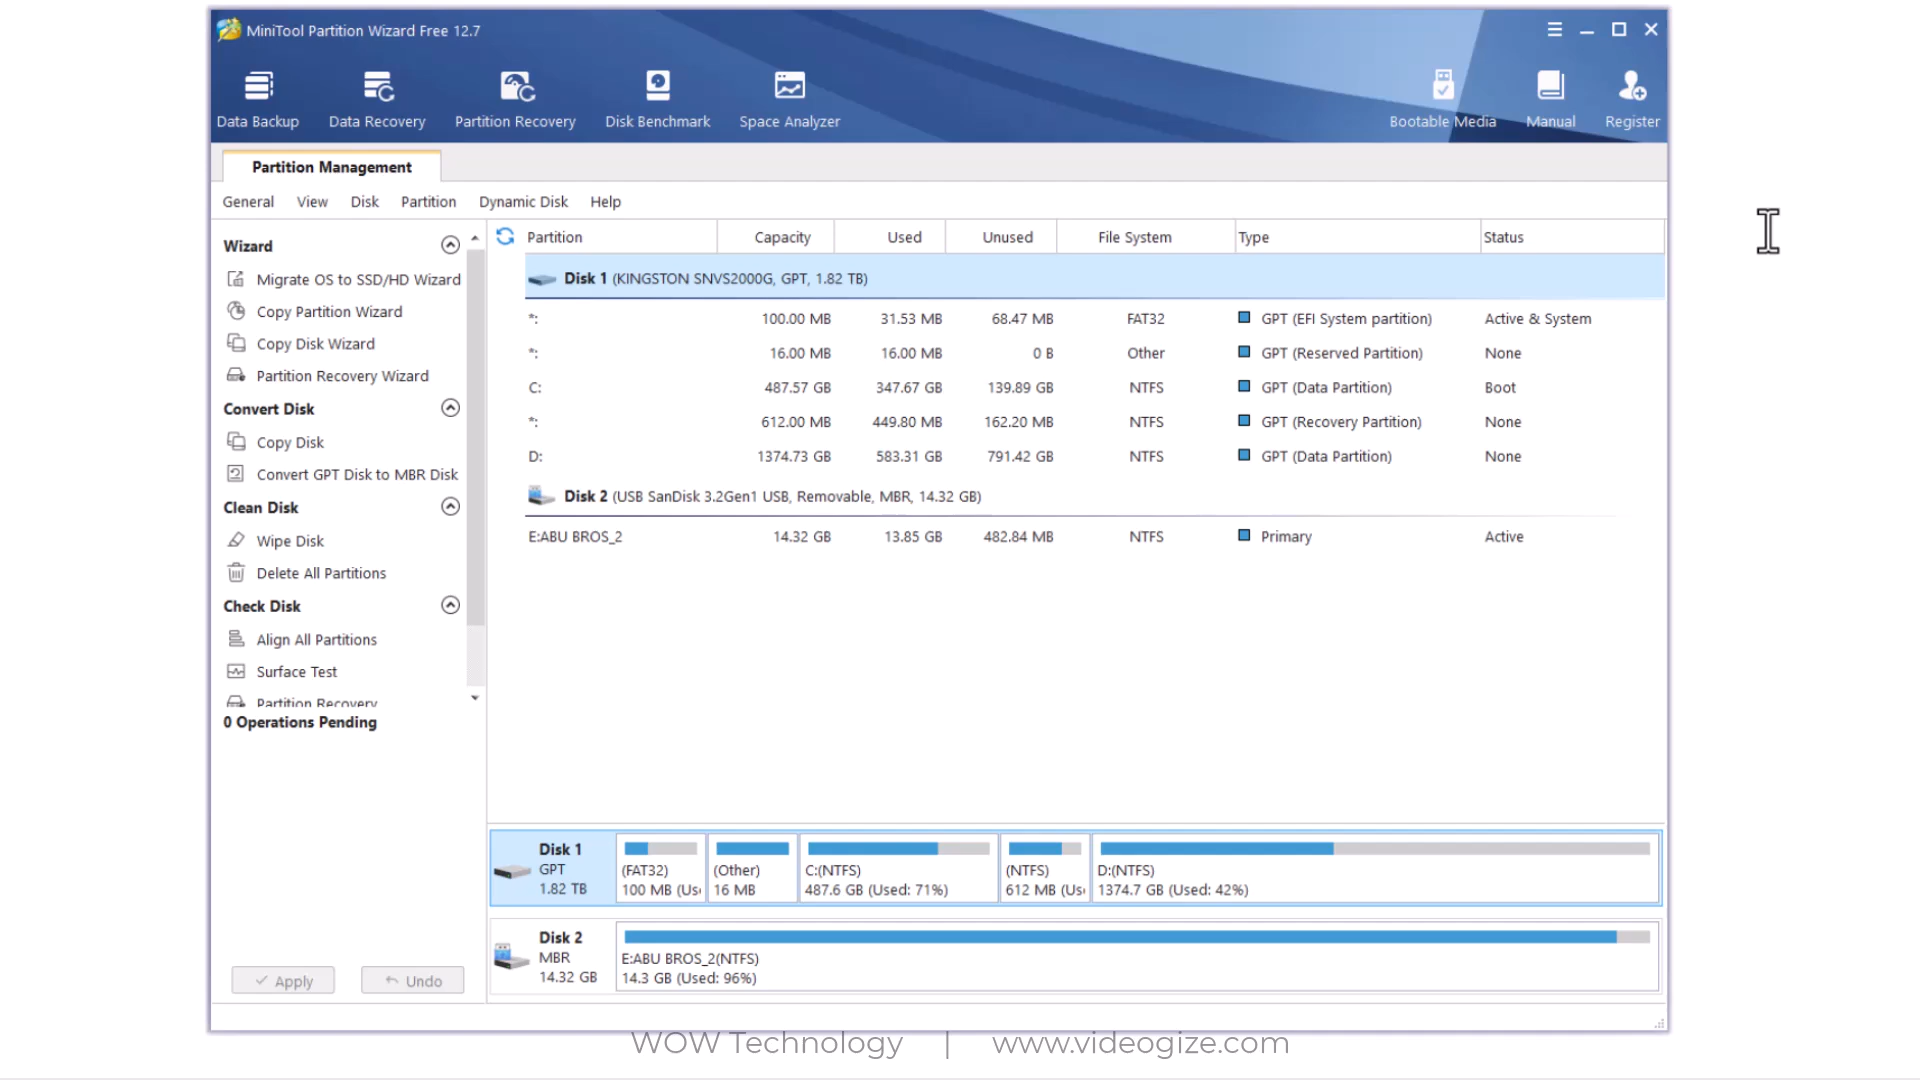 MiniTool Partition Wizard Free 12.7
Data Backup Data Recovery Partition Recovery Disk Benchmark Space Analyzer Bootable Media Manual Register
Partition Management
General View Disk Partition Dynamic Disk Help
Wizard
Migrate OS to SSD/HD Wizard
Copy Partition Wizard
Copy Disk Wizard
Partition Recovery Wizard
Convert Disk
Copy Disk
Convert GPT Disk to MBR Disk
Clean Disk
Wipe Disk
Delete All Partitions
Check Disk
Align All Partitions
Surface Test
Partition Recovery
0 Operations Pending
Apply Undo
Partition Capacity Used Unused File System Type Status
Disk 1 (KINGSTON SNVS2000G, GPT, 1.82 TB)
*: 100.00 MB 31.53 MB 68.47 MB FAT32 GPT (EFI System partition) Active & System
*: 16.00 MB 16.00 MB 0 B Other GPT (Reserved Partition) None
C: 487.57 GB 347.67 GB 139.89 GB NTFS GPT (Data Partition) Boot
*: 612.00 MB 449.80 MB 162.20 MB NTFS GPT (Recovery Partition) None
D: 1374.73 GB 583.31 GB 791.42 GB NTFS GPT (Data Partition) None
Disk 2 (USB SanDisk 3.2Gen1 USB, Removable, MBR, 14.32 GB)
E:ABU BROS_2 14.32 GB 13.85 GB 482.84 MB NTFS Primary Active
Disk 1
GPT (FAT32) (Other) C:(NTFS) (NTFS) D:(NTFS)
1.82 TB 100 MB (Us 16 MB 487.6 GB (Used: 71%) 612 MB (Us 1374.7 GB (Used: 42%)
Disk 2
MBR E:ABU BROS_2(NTFS)
14.32 GB 14.3 GB (Used: 96%)
WOW Technology | www.videogize.com